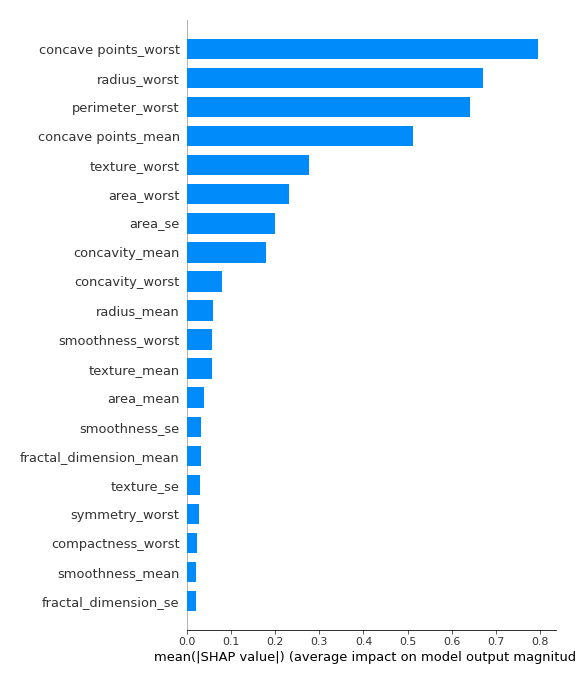 concave points_worst
radius_worst
perimeter_worst
concave points_mean
texture_worst
area_worst
area_se
concavity_mean
concavity_worst
radius_mean
smoothness_worst
texture_mean
area_mean
smoothness_se
fractal_dimension_mean
texture_se
symmetry_worst
compactness_worst
smoothness_mean
fractal_dimension_se
0.0 0.1 0.2 0.3 0.4 0.5 0.6 0.7 0.8
mean(|SHAP value|) (average impact on model output magnitud